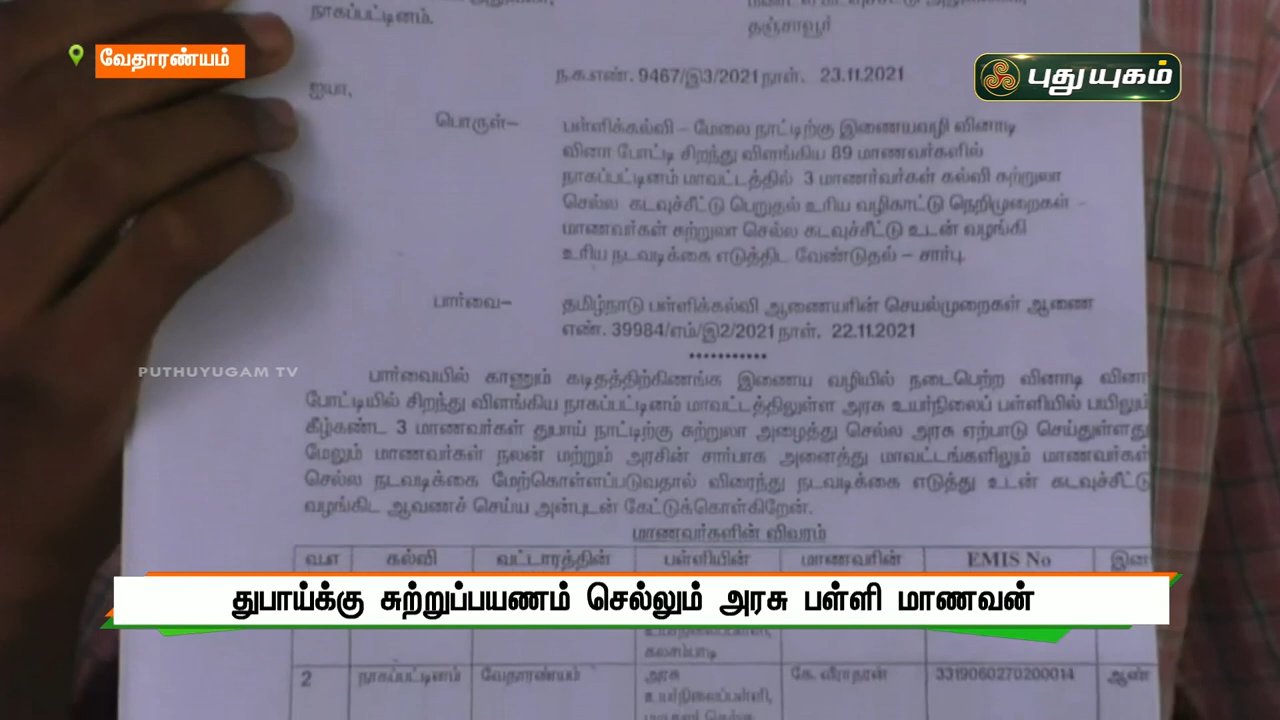 நாகப்பட்டினம்.
தஞ்சாவூர்
வேதாரண்யம்
புதுயுகம்
ந.க.எண். 9467/இ3/2021 நாள். 23.11.2021
ஐயா,
பொருள்– பள்ளிக்கல்வி – மேலை நாட்டிற்கு இணையவழி வினாடி
வினா போட்டி சிறந்து விளங்கிய 89 மாணவர்களில்
நாகப்பட்டினம் மாவட்டத்தில் 3 மாணர்வர்கள் கல்வி சுற்றுலா
செல்ல கடவுச்சீட்டு பெறுதல் உரிய வழிகாட்டு நெறிமுறைகள் –
மாணவர்கள் சுற்றுலா செல்ல கடவுச்சீட்டு உடன் வழங்கி
உரிய நடவடிக்கை எடுத்திட வேண்டுதல் – சார்பு.
பார்வை– தமிழ்நாடு பள்ளிக்கல்வி ஆணையரின் செயல்முறைகள் ஆணை
எண். 39984/எம்/இ2/2021 நாள். 22.11.2021
PUTHUYUGAM TV
பார்வையில் காணும் கடிதத்திற்கிணங்க இணைய வழியில் நடைபெற்ற வினாடி வினா
போட்டியில் சிறந்து விளங்கிய நாகப்பட்டினம் மாவட்டத்திலுள்ள அரசு உயர்நிலைப் பள்ளியில் பயிலும்
கீழ்கண்ட 3 மாணவர்கள் துபாய் நாட்டிற்கு சுற்றுலா அழைத்து செல்ல அரசு ஏற்பாடு செய்துள்ளது
மேலும் மாணவர்கள் நலன் மற்றும் அரசின் சார்பாக அனைத்து மாவட்டங்களிலும் மாணவர்கள்
செல்ல நடவடிக்கை மேற்கொள்ளப்படுவதால் விரைந்து நடவடிக்கை எடுத்து உடன் கடவுச்சீட்டு
வழங்கிட ஆவணச் செய்ய அன்புடன் கேட்டுக்கொள்கிறேன்.
மாணவர்களின் விவரம்
வ.எ கல்வி வட்டாரத்தின் பள்ளியின் மாணவரின் EMIS No இன
துபாய்க்கு சுற்றுப்பயணம் செல்லும் அரசு பள்ளி மாணவன்
உயர்நிலைப்பள்ளி,
2 நாகப்பட்டினம் வேதாரண்யம் அரசு கே. வீராதரன் 3319060270200014 ஆண்
உயர்நிலைப்பள்ளி,